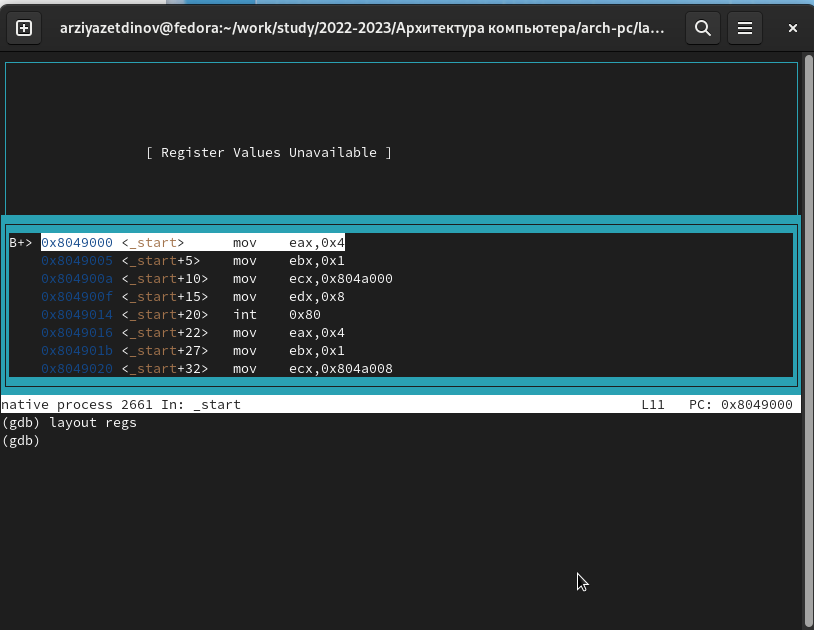 arziyazetdinov@fedora:~/work/study/2022-2023/Архитектура компьютера/arch-pc/la...
[ Register Values Unavailable ]
B+> 0x8049000 <_start>      mov    eax,0x4
0x8049005 <_start+5>    mov    ebx,0x1
0x804900a <_start+10>   mov    ecx,0x804a000
0x804900f <_start+15>   mov    edx,0x8
0x8049014 <_start+20>   int    0x80
0x8049016 <_start+22>   mov    eax,0x4
0x804901b <_start+27>   mov    ebx,0x1
0x8049020 <_start+32>   mov    ecx,0x804a008
native process 2661 In: _start                                                  L11   PC: 0x8049000
(gdb) layout regs
(gdb)